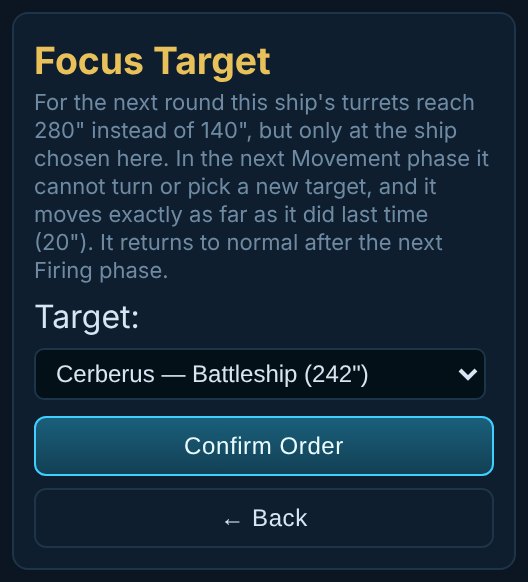 Focus Target
For the next round this ship's turrets reach
280" instead of 140", but only at the ship
chosen here. In the next Movement phase it
cannot turn or pick a new target, and it
moves exactly as far as it did last time
(20"). It returns to normal after the next
Firing phase.
Target:
Cerberus — Battleship (242")
Confirm Order
← Back